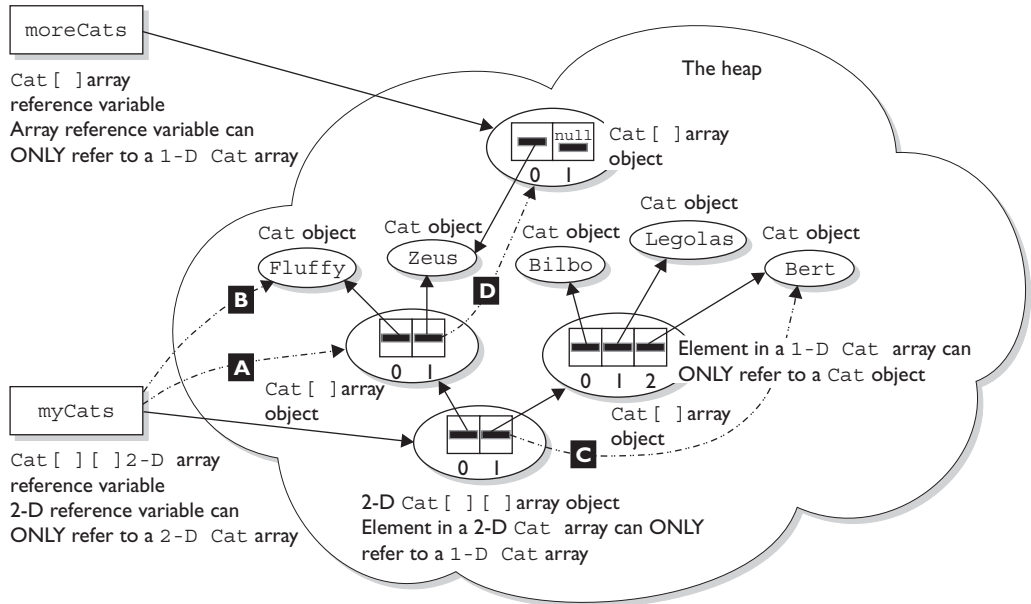 moreCats
Cat [ ] array
reference variable
Array reference variable can
ONLY refer to a 1-D Cat array
The heap
null
0 1
Cat [ ] array
object
Cat object
Fluffy
Cat object
Zeus
Cat object
Bilbo
Cat object
Legolas
Cat object
Bert
B
D
A
0 1
Cat [ ] array
object
0 1 2
Element in a 1-D Cat array can
ONLY refer to a Cat object
Cat [ ] array
object
myCats
0 1
C
Cat [ ] [ ] 2-D array
reference variable
2-D reference variable can
ONLY refer to a 2-D Cat array
2-D Cat [ ] [ ] array object
Element in a 2-D Cat array can ONLY
refer to a 1-D Cat array